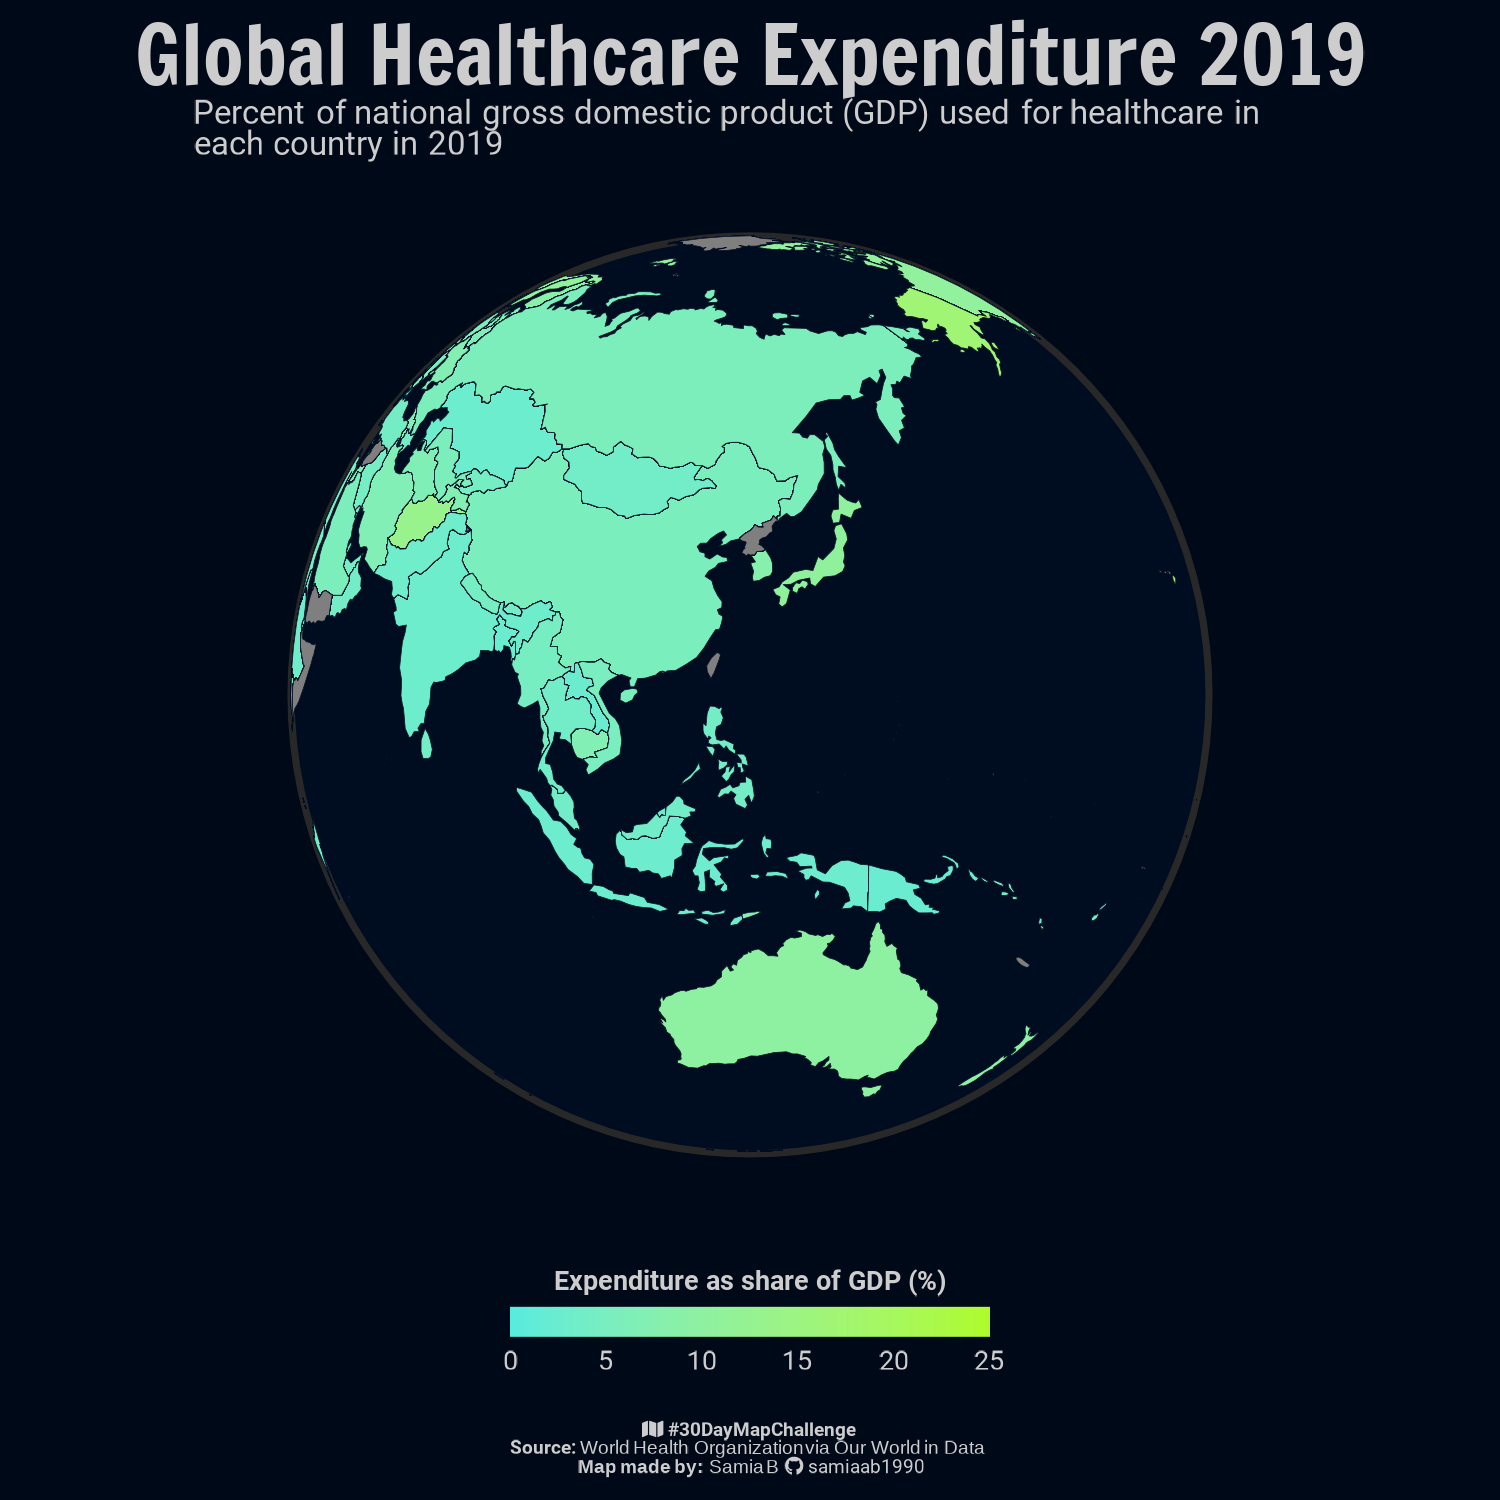 Global Healthcare Expenditure 2019
Percent of national gross domestic product (GDP) used for healthcare in
each country in 2019
Expenditure as share of GDP (%)
0 5 10 15 20 25
#30DayMapChallenge
Source: World Health Organization via Our World in Data
Map made by: Samia B samiaab1990